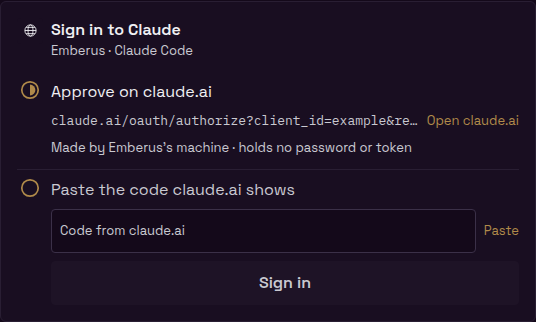 Sign in to Claude
Emberus · Claude Code
Approve on claude.ai
claude.ai/oauth/authorize?client_id=example&re… Open claude.ai
Made by Emberus's machine · holds no password or token
Paste the code claude.ai shows
Code from claude.ai Paste
Sign in